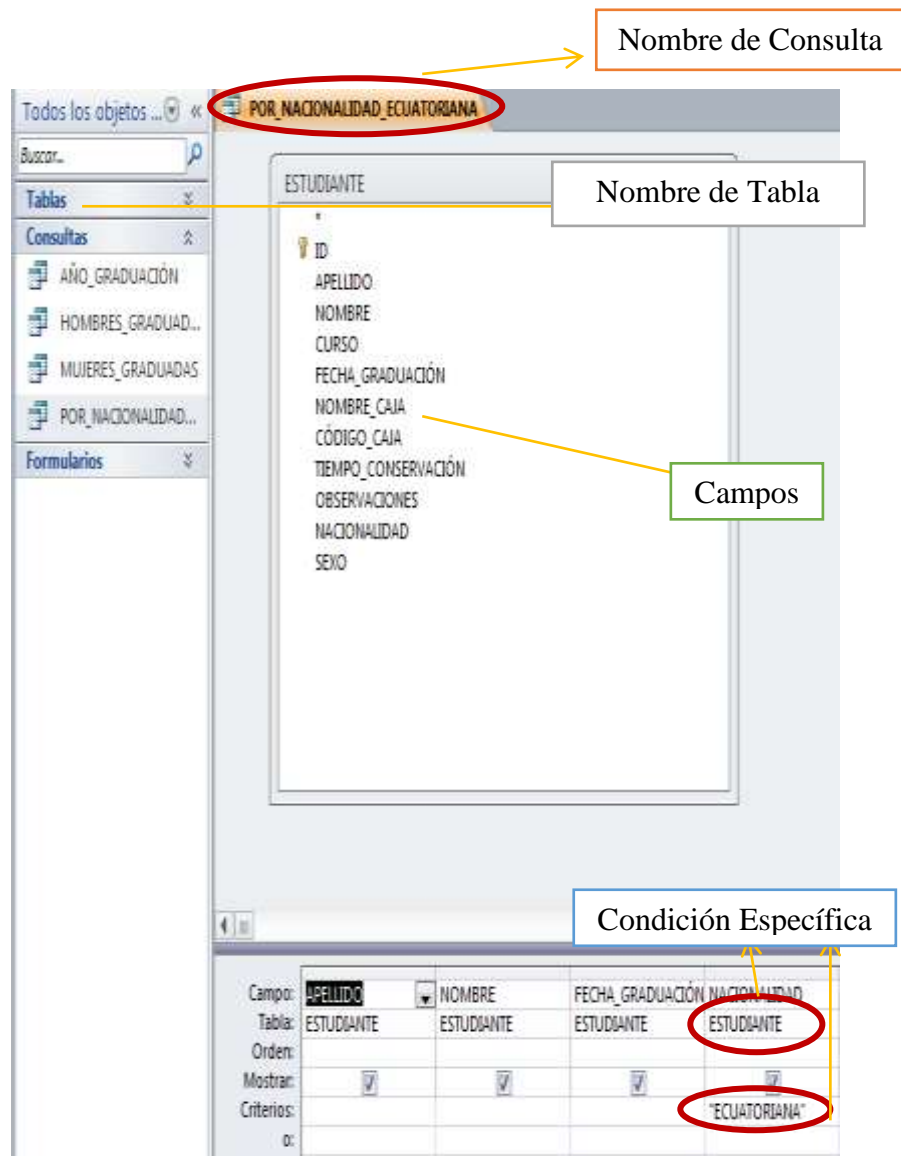 Nombre de Consulta
Todos los objetos ... «
POR_NACIONALIDAD_ECUATORIANA
Buscar...
Tablas
Consultas
AÑO_GRADUACIÓN
HOMBRES_GRADUAD...
MUJERES_GRADUADAS
POR_NACIONALIDAD...
Formularios
ESTUDIANTE
Nombre de Tabla
*
ID
APELLIDO
NOMBRE
CURSO
FECHA_GRADUACIÓN
NOMBRE_CAJA
CÓDIGO_CAJA
TIEMPO_CONSERVACIÓN
OBSERVACIONES
NACIONALIDAD
SEXO
Campos
Condición Específica
Campo: APELLIDO NOMBRE FECHA_GRADUACIÓN NACIONALIDAD
Tabla: ESTUDIANTE ESTUDIANTE ESTUDIANTE ESTUDIANTE
Orden:
Mostrar:
Criterios: "ECUATORIANA"
o: